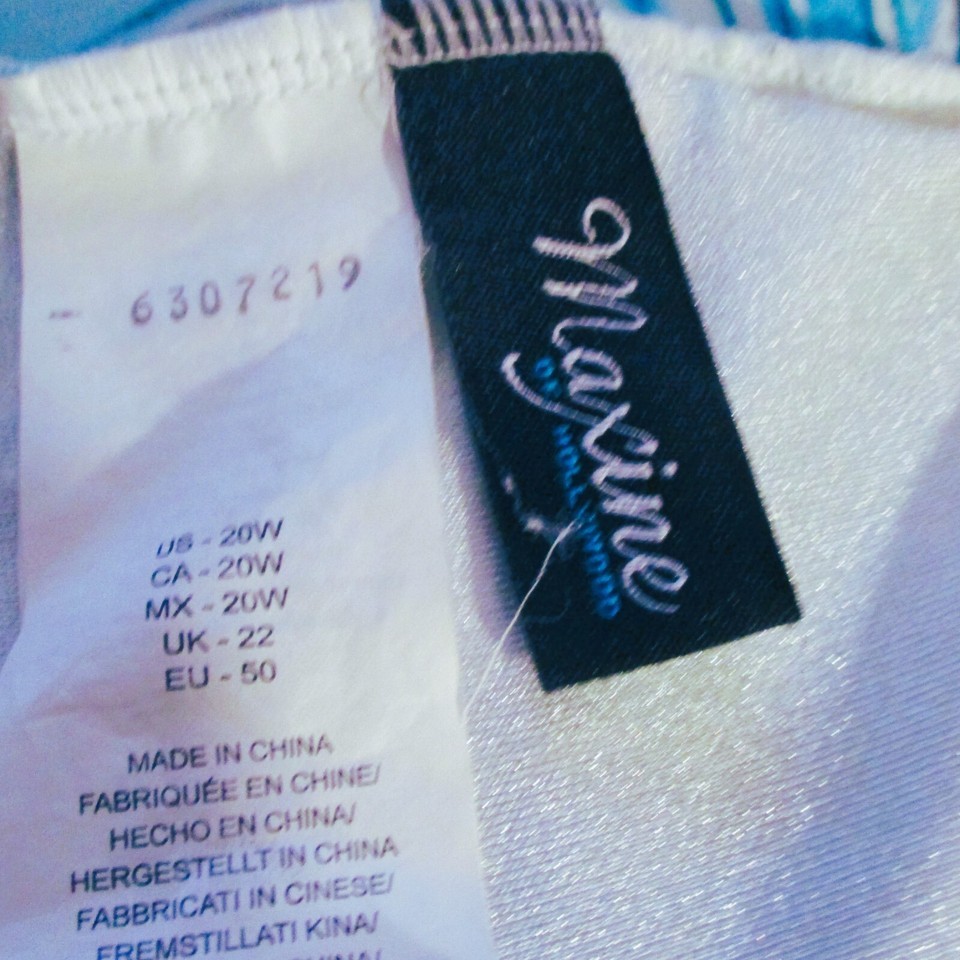 - 6307219
US - 20W
CA - 20W
MX - 20W
UK - 22
EU - 50
MADE IN CHINA
FABRIQUÉE EN CHINE/
HECHO EN CHINA/
HERGESTELLT IN CHINA
FABBRICATI IN CINESE/
FREMSTILLATI KINA/
Maxine
OF HOLLYWOOD